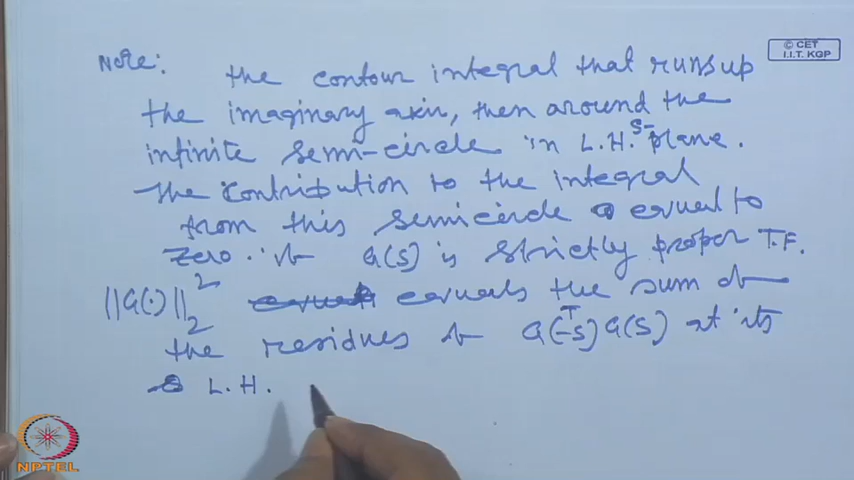 © CET
I.I.T. KGP
Note: the contour integral that runs up
the imaginary axis, then around the
infinite semi-circle in L.H. S- plane.
The contribution to the integral
from this semicircle equal to
zero if G(s) is strictly proper T.F.
||G(·)||₂² equals the sum of
the residues of G(-s)ᵀ G(s) at its
L.H.
NPTEL